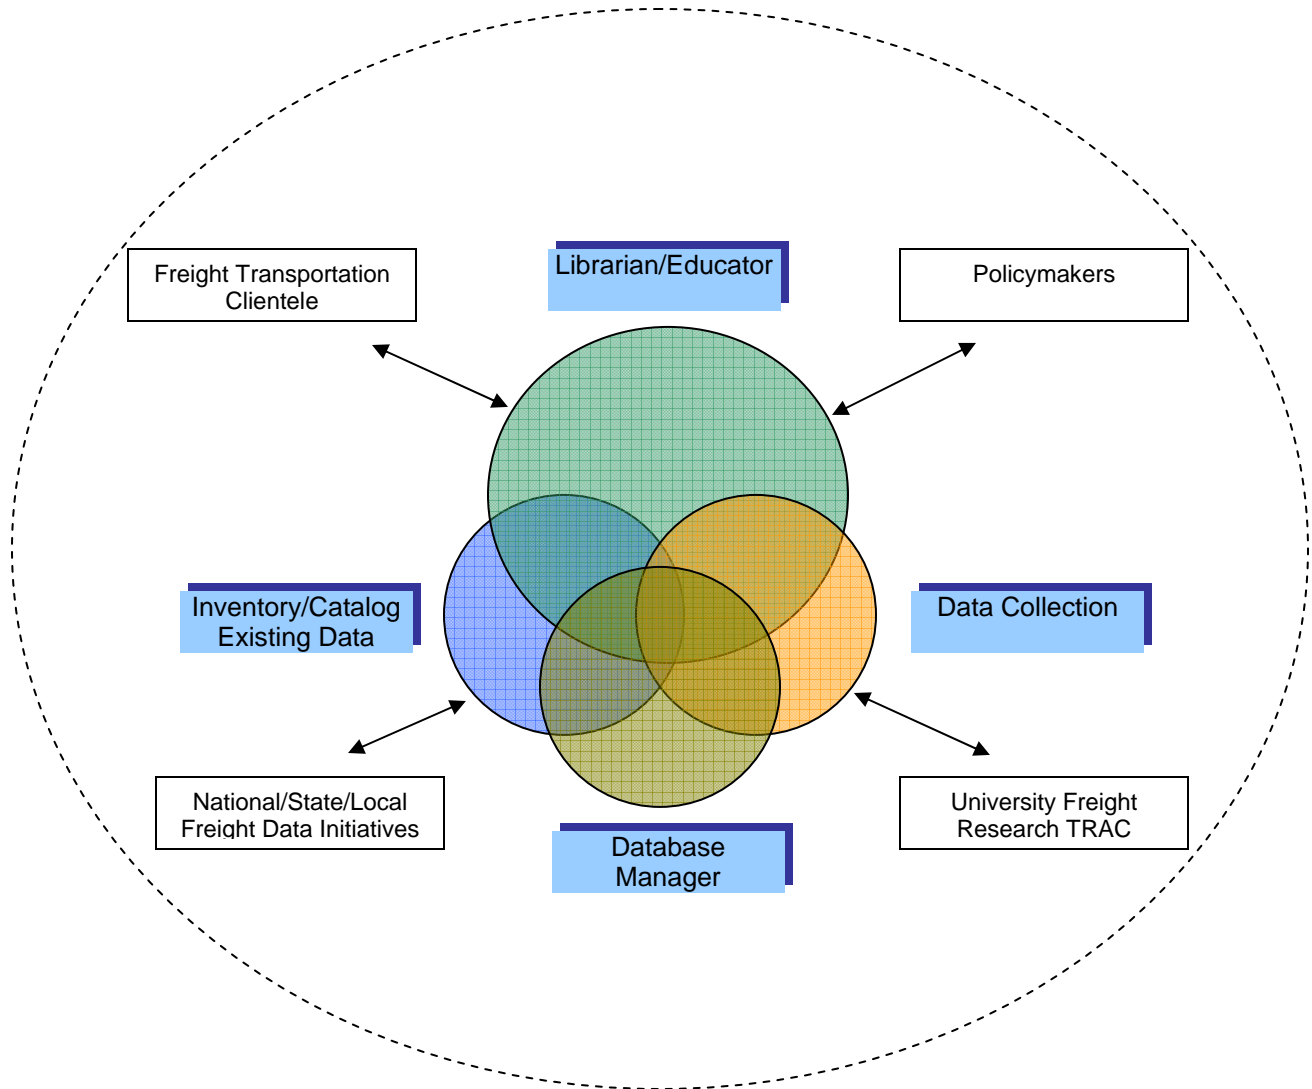 Librarian/Educator
Freight Transportation
Clientele
Policymakers
Inventory/Catalog
Existing Data
Data Collection
National/State/Local
Freight Data Initiatives
University Freight
Research TRAC
Database
Manager